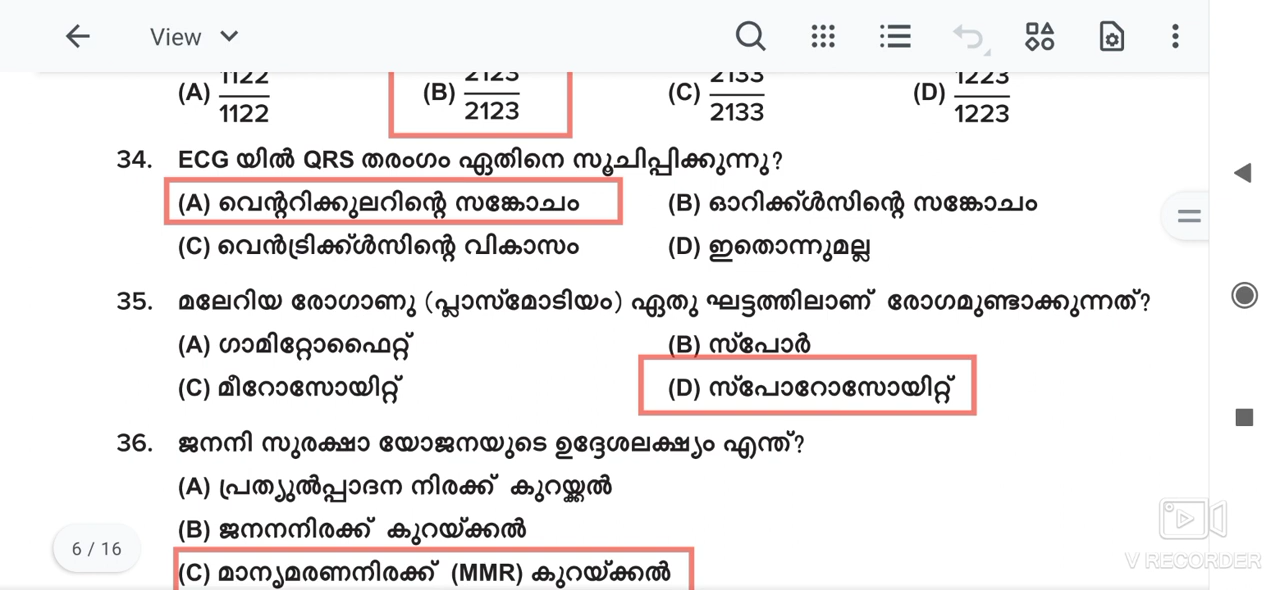 View
1122 2123 2133 1223
(A) (B) (C) (D)
1122 2123 2133 1223
34. ECG യിൽ QRS തരംഗം ഏതിനെ സൂചിപ്പിക്കുന്നു?
(A) വെന്ററിക്കുലറിന്റെ സങ്കോചം (B) ഓറിക്ക്ൾസിന്റെ സങ്കോചം
(C) വെൻട്രിക്ക്ൾസിന്റെ വികാസം (D) ഇതൊന്നുമല്ല
35. മലേറിയ രോഗാണു (പ്ലാസ്മോടിയം) ഏതു ഘട്ടത്തിലാണ് രോഗമുണ്ടാക്കുന്നത്?
(A) ഗാമിറ്റോഫൈറ്റ് (B) സ്പോർ
(C) മീറോസോയിറ്റ് (D) സ്പോറോസോയിറ്റ്
36. ജനനി സുരക്ഷാ യോജനയുടെ ഉദ്ദേശലക്ഷ്യം എന്ത്?
(A) പ്രത്യുൽപ്പാദന നിരക്ക് കുറയ്ക്കൽ
(B) ജനനനിരക്ക് കുറയ്ക്കൽ
6 / 16
(C) മാന്യമരണനിരക്ക് (MMR) കുറയ്ക്കൽ
V RECORDER